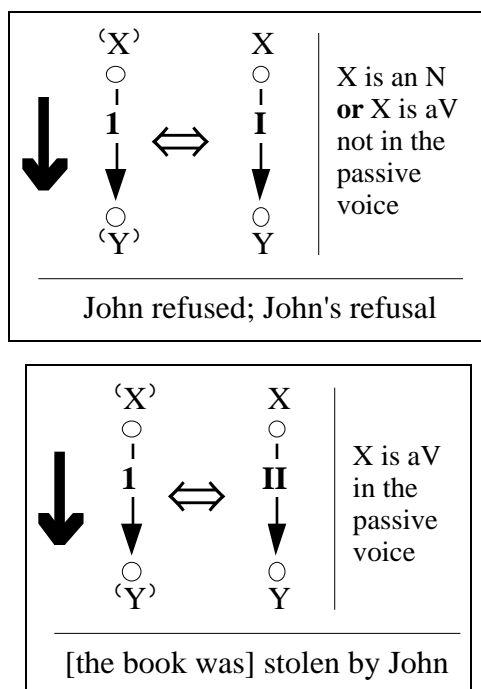 (X) X
1 ⇔ I
(Y) Y
X is an N
or X is aV
not in the
passive
voice
John refused; John's refusal
(X) X
1 ⇔ II
(Y) Y
X is aV
in the
passive
voice
[the book was] stolen by John